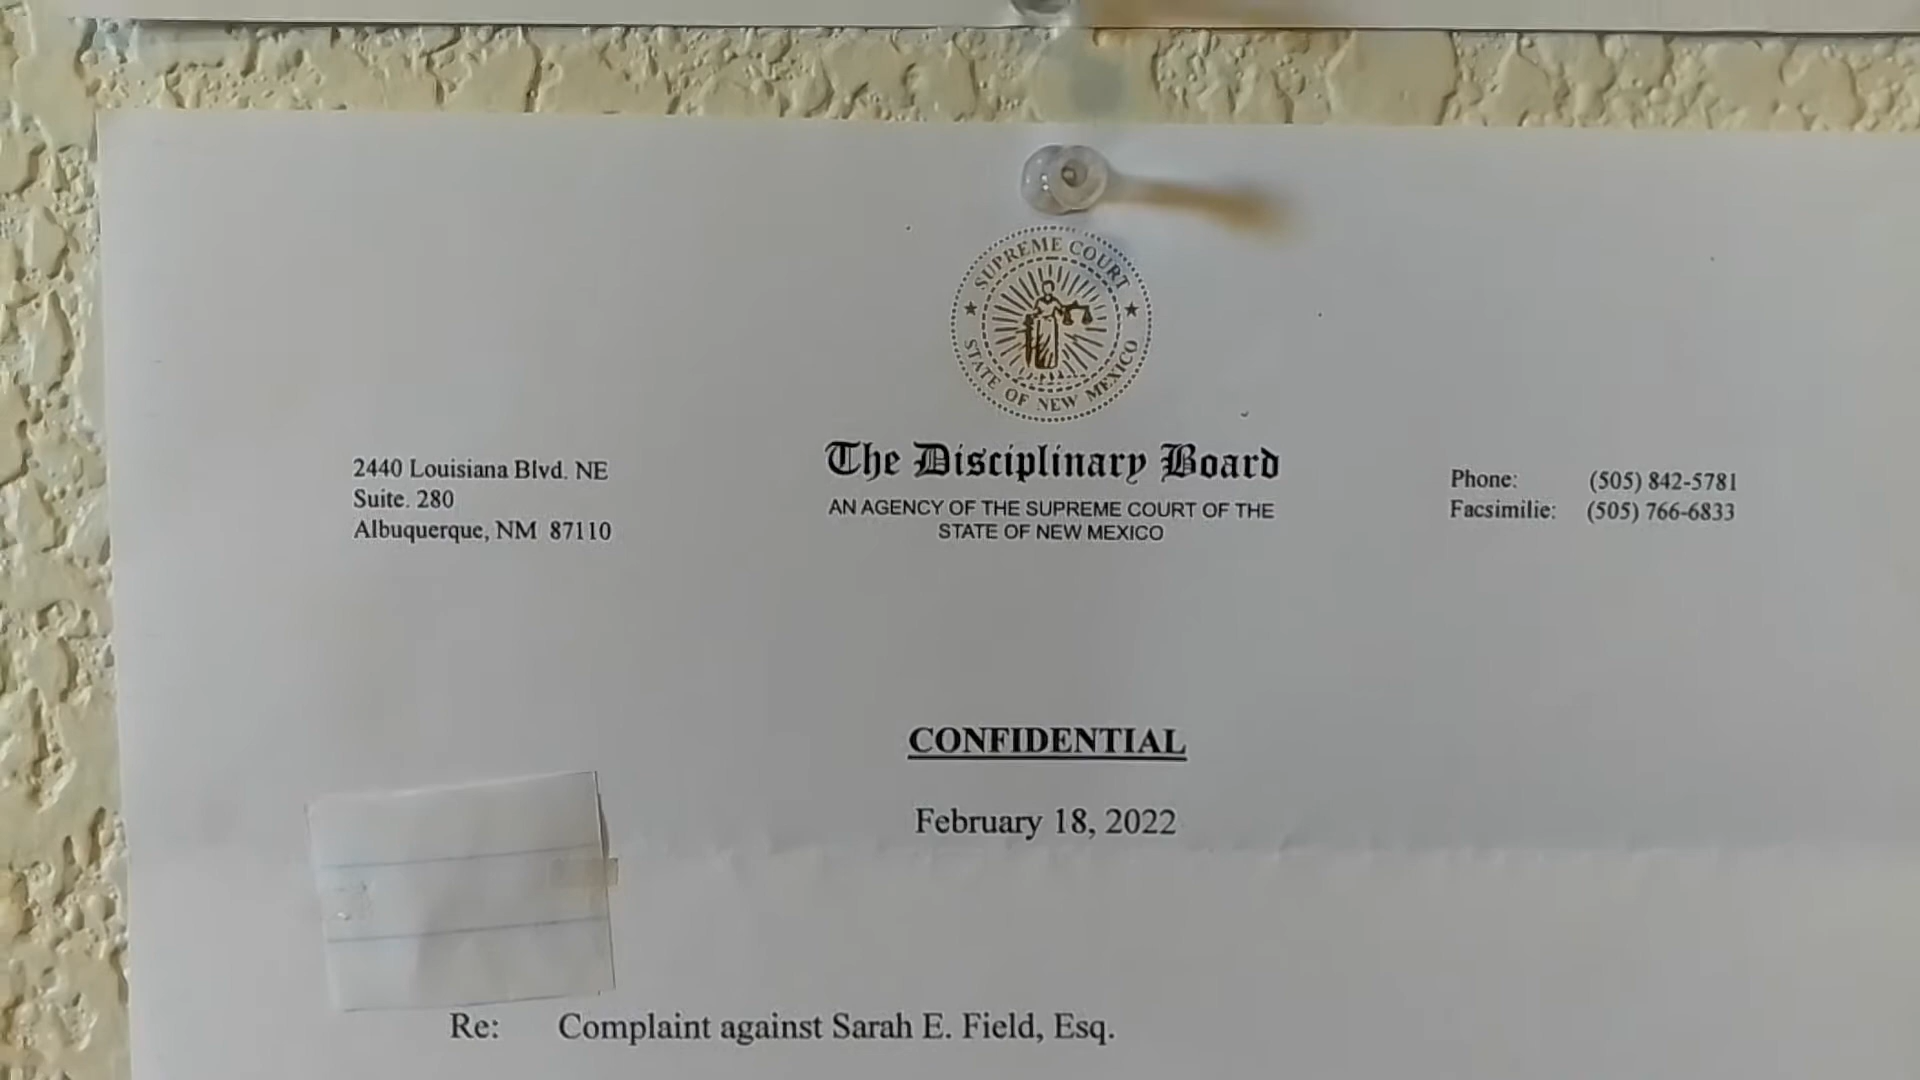 SUPREME COURT
STATE OF NEW MEXICO
The Disciplinary Board
AN AGENCY OF THE SUPREME COURT OF THE
STATE OF NEW MEXICO
2440 Louisiana Blvd. NE
Suite. 280
Albuquerque, NM 87110
Phone: (505) 842-5781
Facsimilie: (505) 766-6833
CONFIDENTIAL
February 18, 2022
Re: Complaint against Sarah E. Field, Esq.